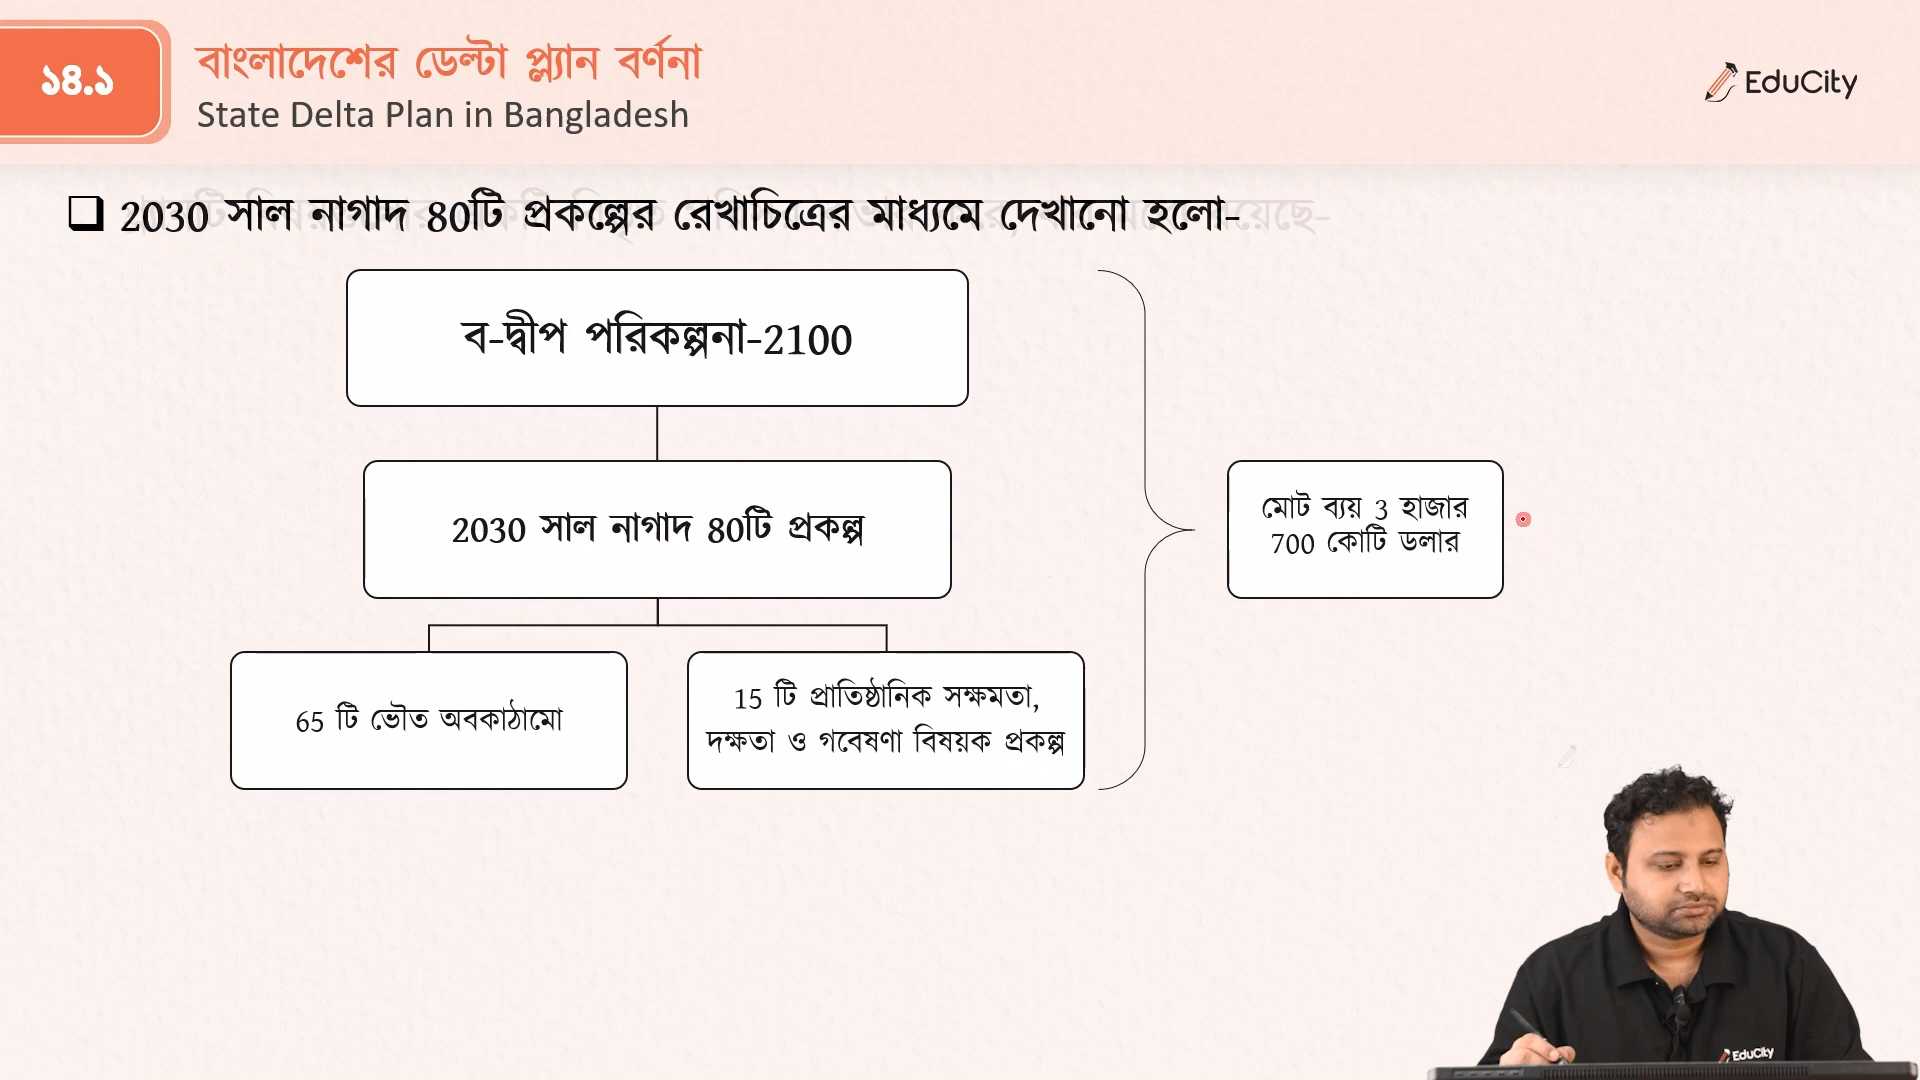 ১৪.১
বাংলাদেশের ডেল্টা প্ল্যান বর্ণনা
State Delta Plan in Bangladesh
EduCity
❑ 2030 সাল নাগাদ 80টি প্রকল্পের রেখাচিত্রের মাধ্যমে দেখানো হলো-
ব-দ্বীপ পরিকল্পনা-2100
2030 সাল নাগাদ 80টি প্রকল্প
মোট ব্যয় 3 হাজার
700 কোটি ডলার
65 টি ভৌত অবকাঠামো
15 টি প্রাতিষ্ঠানিক সক্ষমতা,
দক্ষতা ও গবেষণা বিষয়ক প্রকল্প
EduCity